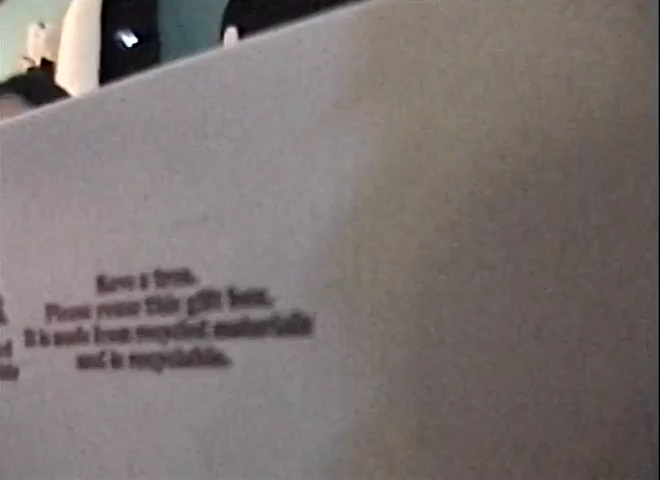 Save a tree.
Please reuse this gift box.
It is made from recycled materials
and is recyclable.